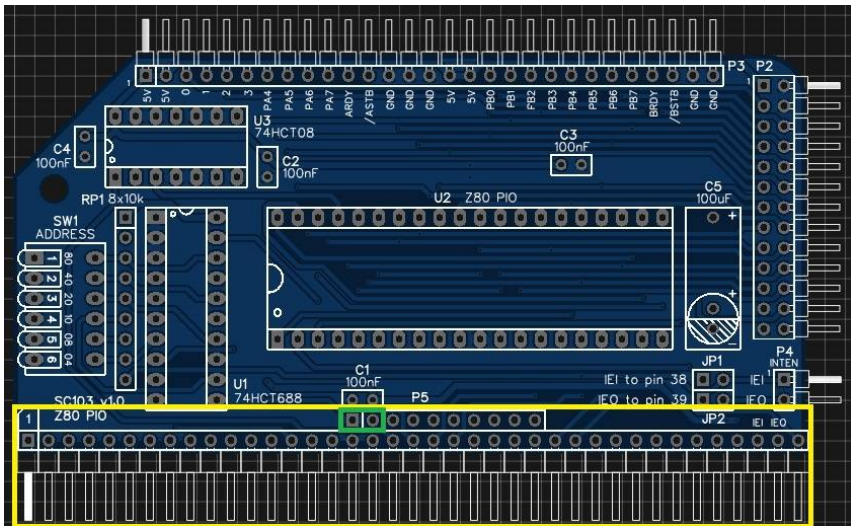 P3
P2
1
1
5V 5V 0 1 2 3 PA4 PA5 PA6 PA7 ARDY /ASTB GND GND GND 5V 5V PB0 PB1 PB2 PB3 PB4 PB5 PB6 PB7 BRDY /BSTB GND GND
U3
74HCT08
C4
100nF
C2
100nF
C3
100nF
RP1 8x10k
U2 Z80 PIO
C5
100uF
+
SW1
ADDRESS
1 80
2 40
3 20
4 10
5 08
6 04
+
-
U1
74HCT688
C1
100nF
P5
JP1
P4
INTEN
IEI to pin 38
IEI
1
IEO to pin 39
IEO
JP2
SC103 v1.0
Z80 PIO
1
IEI IEO